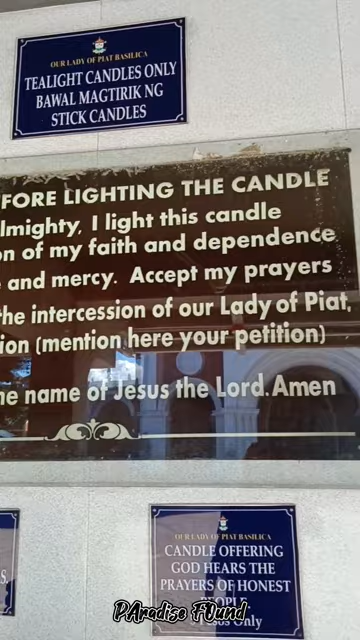 OUR LADY OF PIAT BASILICA
TEALIGHT CANDLES ONLY
BAWAL MAGTIRIK NG
STICK CANDLES
FORE LIGHTING THE CANDLE
lmighty, I light this candle
on of my faith and dependence
and mercy. Accept my prayers
the intercession of our Lady of Piat,
ion (mention here your petition)
he name of Jesus the Lord. Amen
OUR LADY OF PIAT BASILICA
CANDLE OFFERING
GOD HEARS THE
PRAYERS OF HONEST
PEOPLE
Only
PAradise FOund